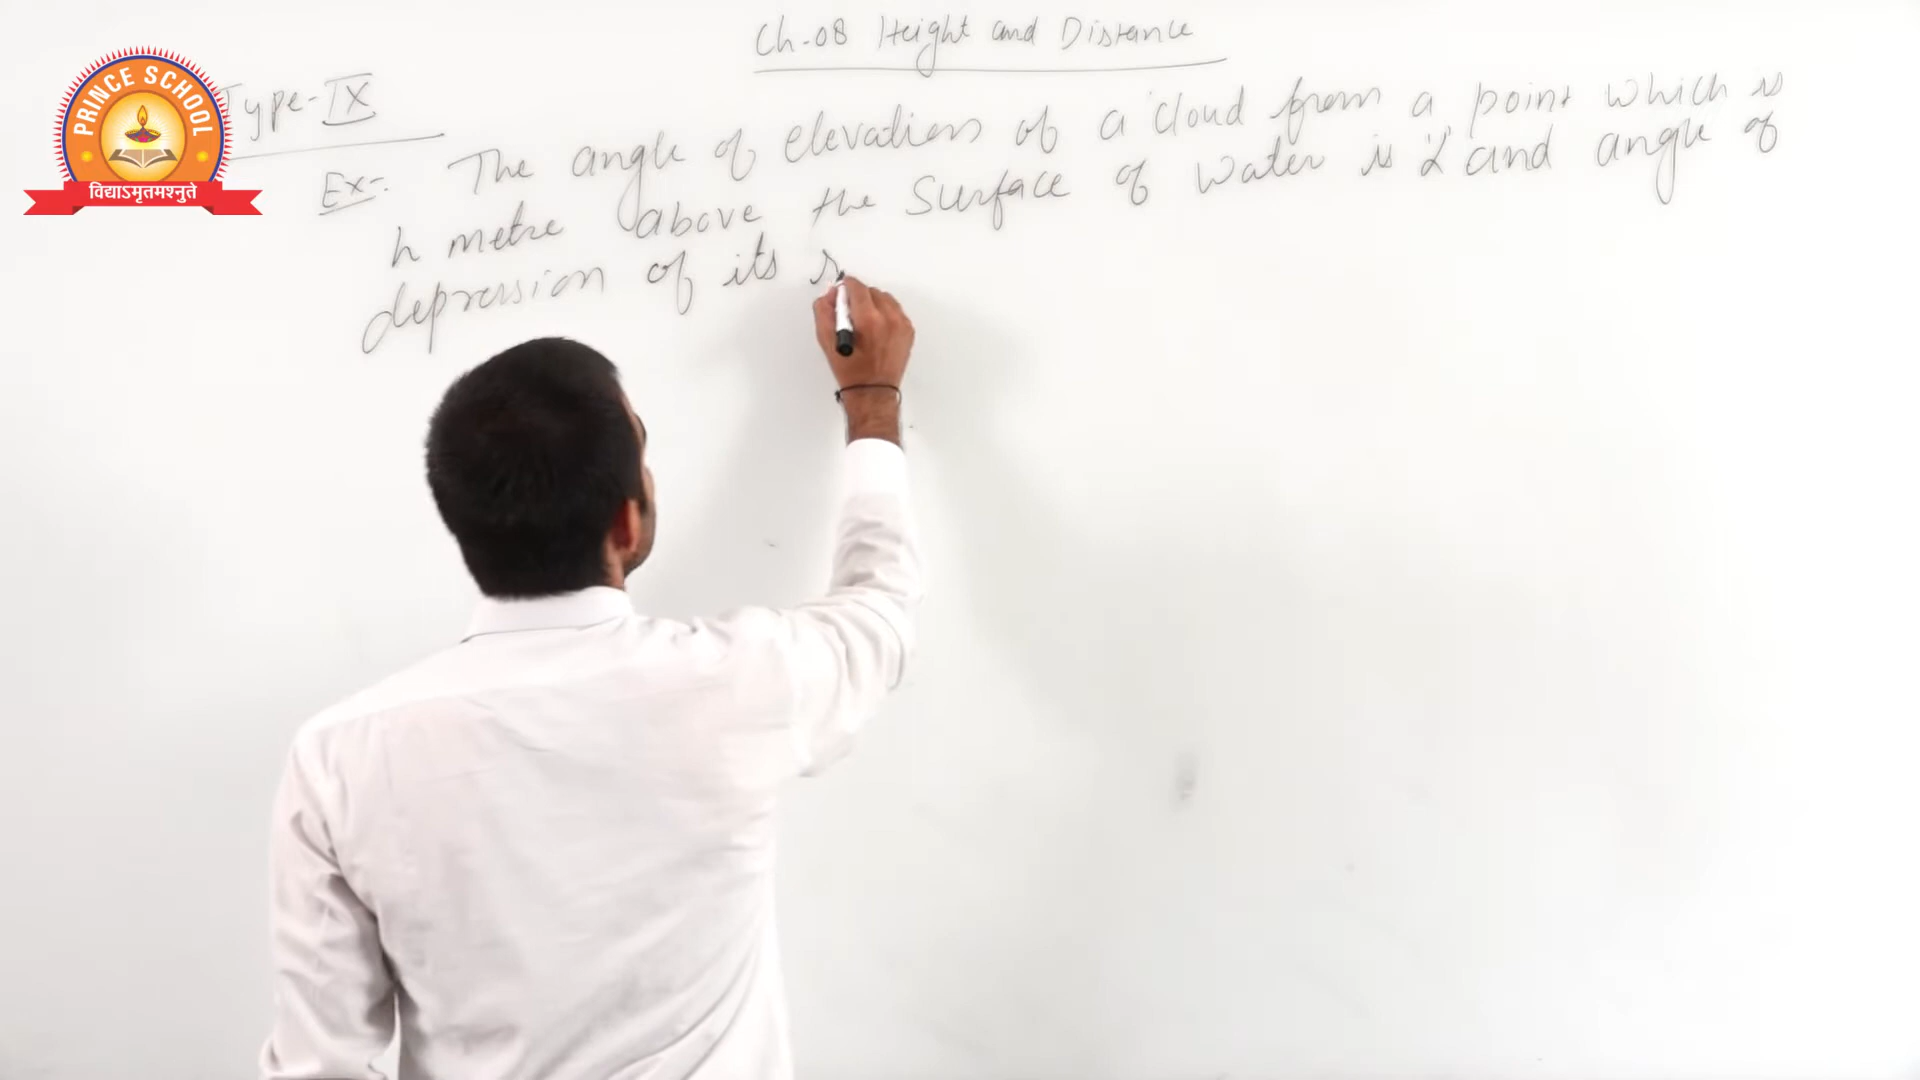 Ch-08 Height and Distance
PRINCE SCHOOL
विद्याऽमृतमश्नुते
Type-IX
Ex-: The angle of elevation of a cloud from a point which is
h metre above the surface of water is α and angle of
depression of its